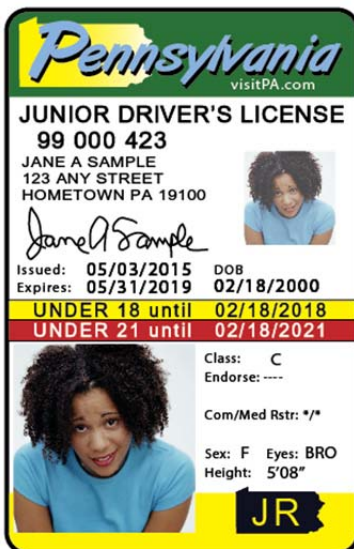 Pennsylvania
visitPA.com
JUNIOR DRIVER'S LICENSE
99 000 423
JANE A SAMPLE
123 ANY STREET
HOMETOWN PA 19100
Jane A Sample
Issued: 05/03/2015 DOB
Expires: 05/31/2019 02/18/2000
UNDER 18 until 02/18/2018
UNDER 21 until 02/18/2021
Class: C
Endorse: ----
Com/Med Rstr: */*
Sex: F Eyes: BRO
Height: 5'08"
JR